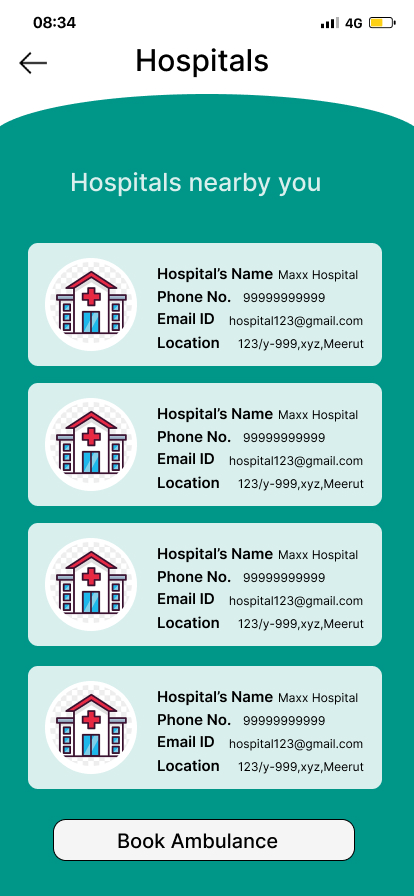 08:34 4G
Hospitals
Hospitals nearby you
Hospital's Name Maxx Hospital
Phone No. 99999999999
Email ID hospital123@gmail.com
Location 123/y-999,xyz,Meerut
Hospital's Name Maxx Hospital
Phone No. 99999999999
Email ID hospital123@gmail.com
Location 123/y-999,xyz,Meerut
Hospital's Name Maxx Hospital
Phone No. 99999999999
Email ID hospital123@gmail.com
Location 123/y-999,xyz,Meerut
Hospital's Name Maxx Hospital
Phone No. 99999999999
Email ID hospital123@gmail.com
Location 123/y-999,xyz,Meerut
Book Ambulance